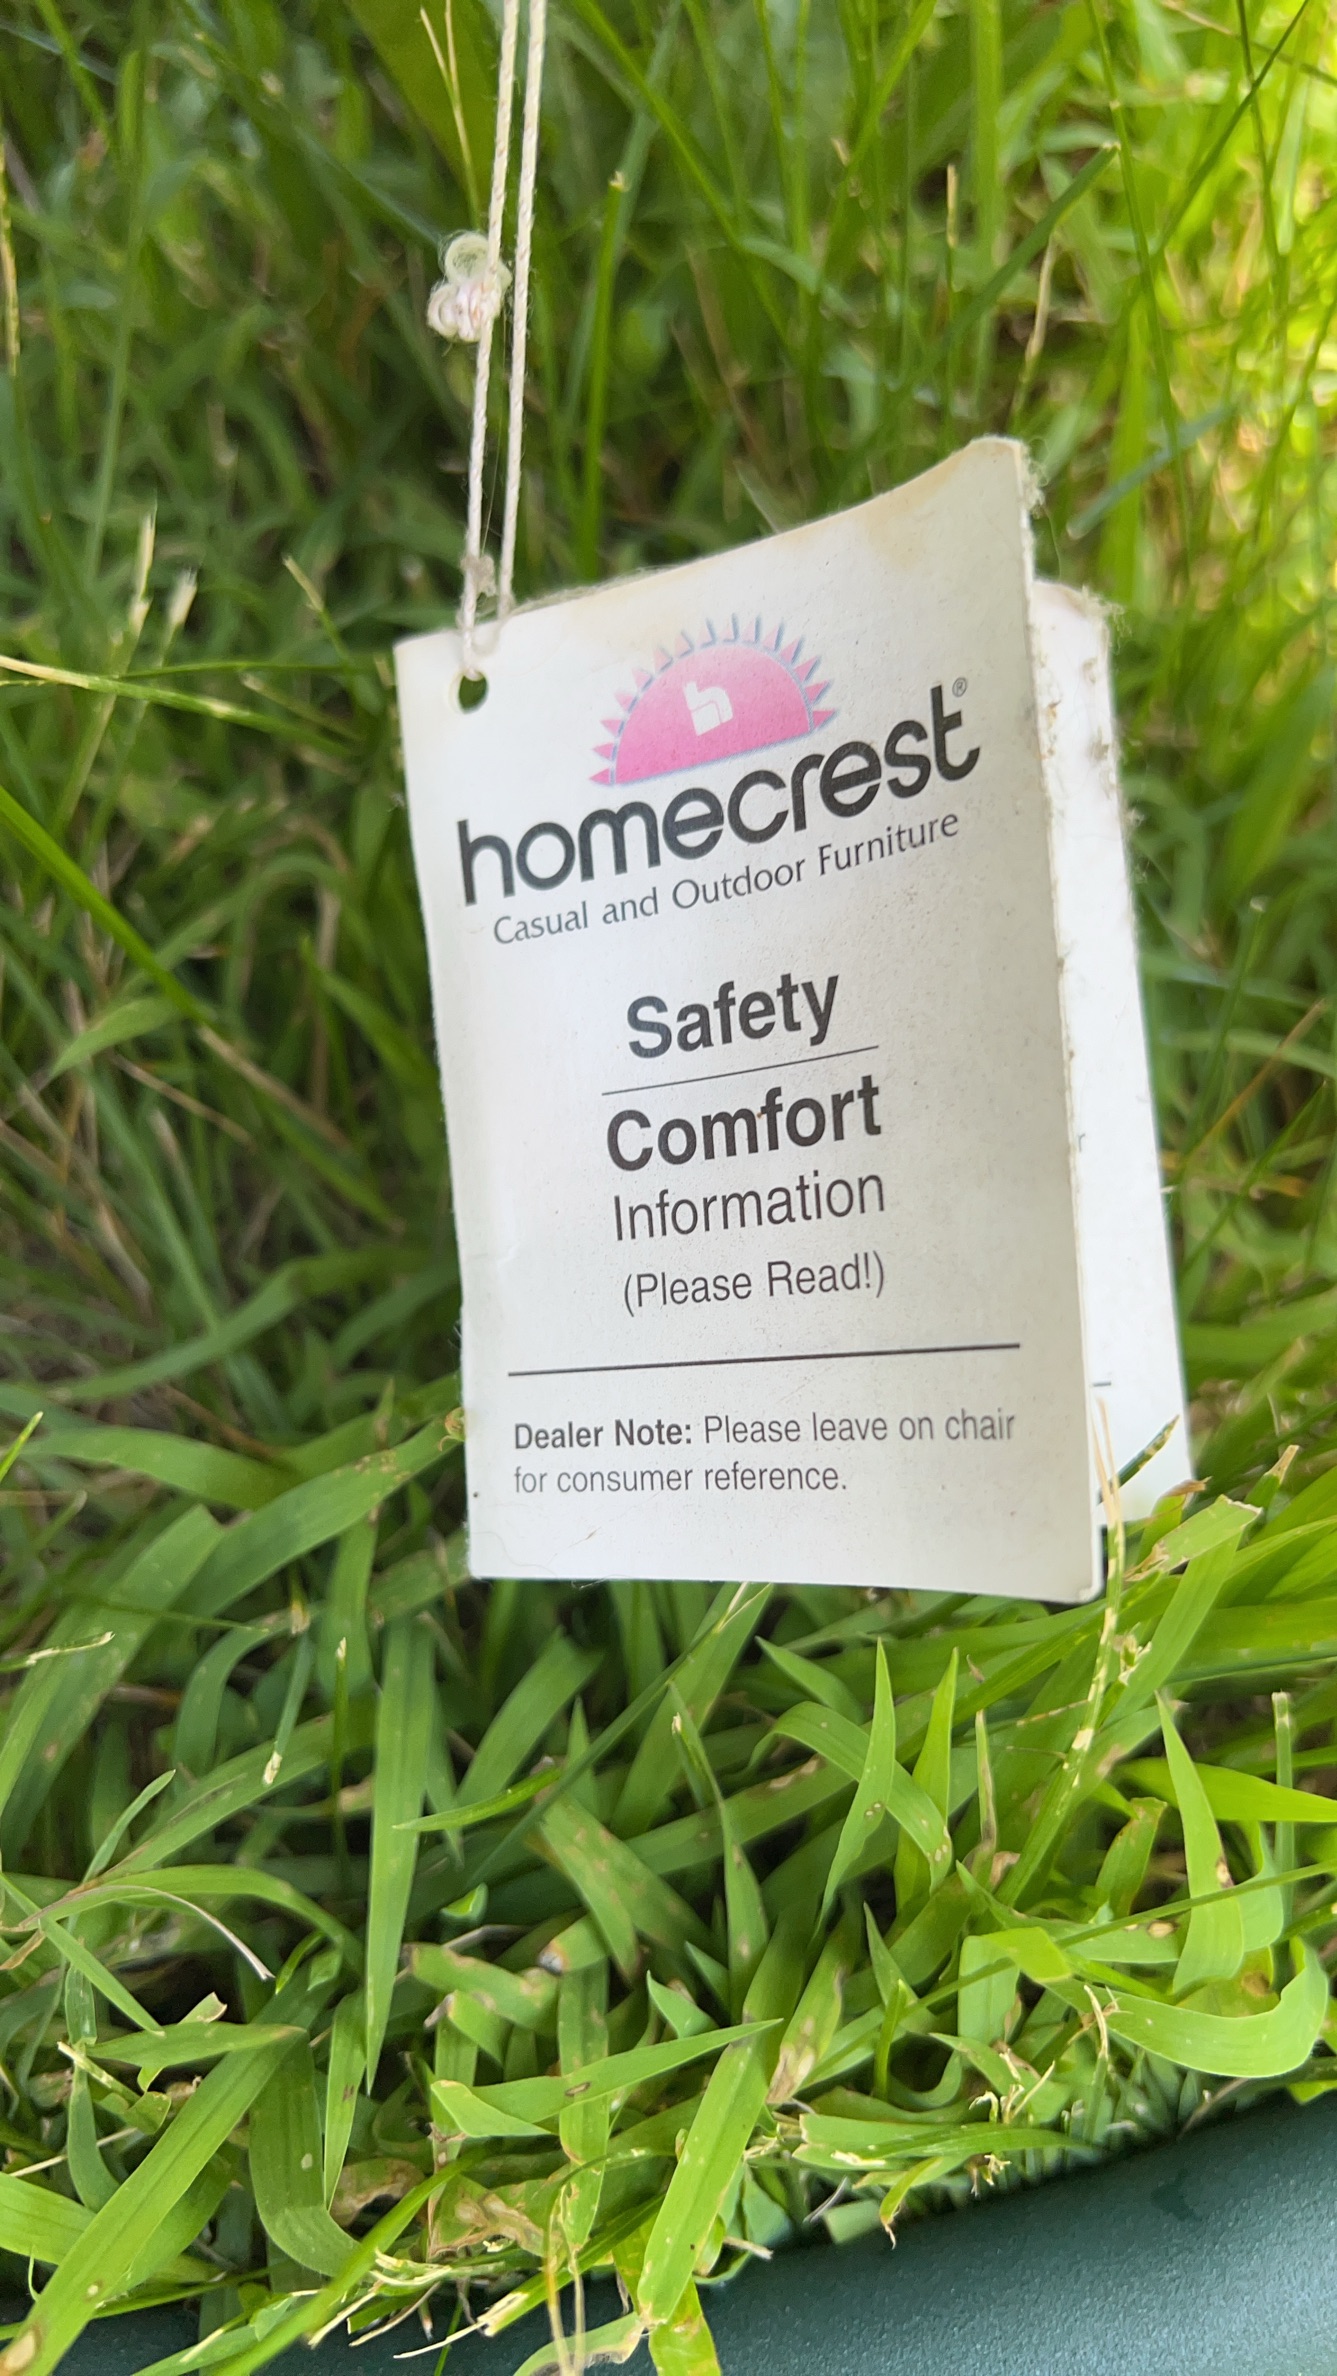 homecrest®
Casual and Outdoor Furniture
Safety
Comfort
Information
(Please Read!)
Dealer Note: Please leave on chair
for consumer reference.